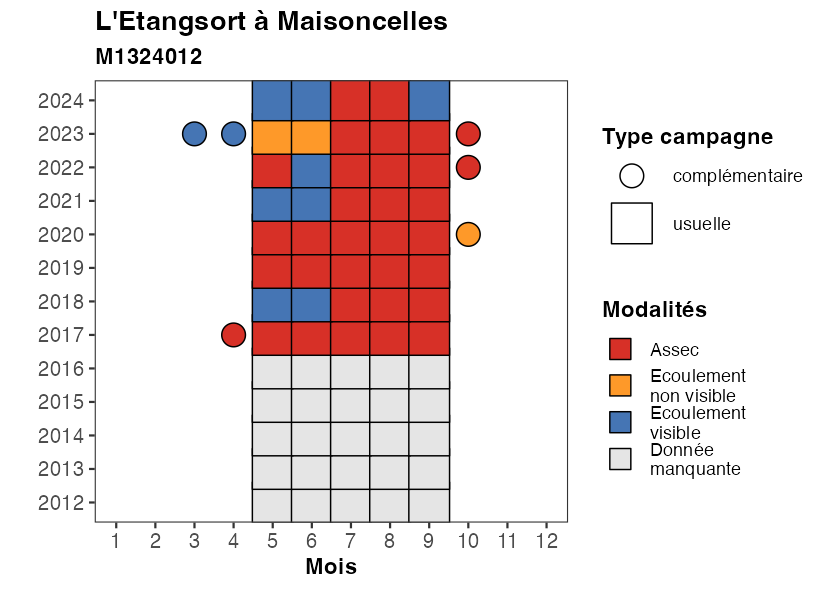 L'Etangsort à Maisoncelles
M1324012
2024
2023
2022
2021
2020
2019
2018
2017
2016
2015
2014
2013
2012
1 2 3 4 5 6 7 8 9 10 11 12
Mois
Type campagne
complémentaire
usuelle
Modalités
Assec
Ecoulement
non visible
Ecoulement
visible
Donnée
manquante